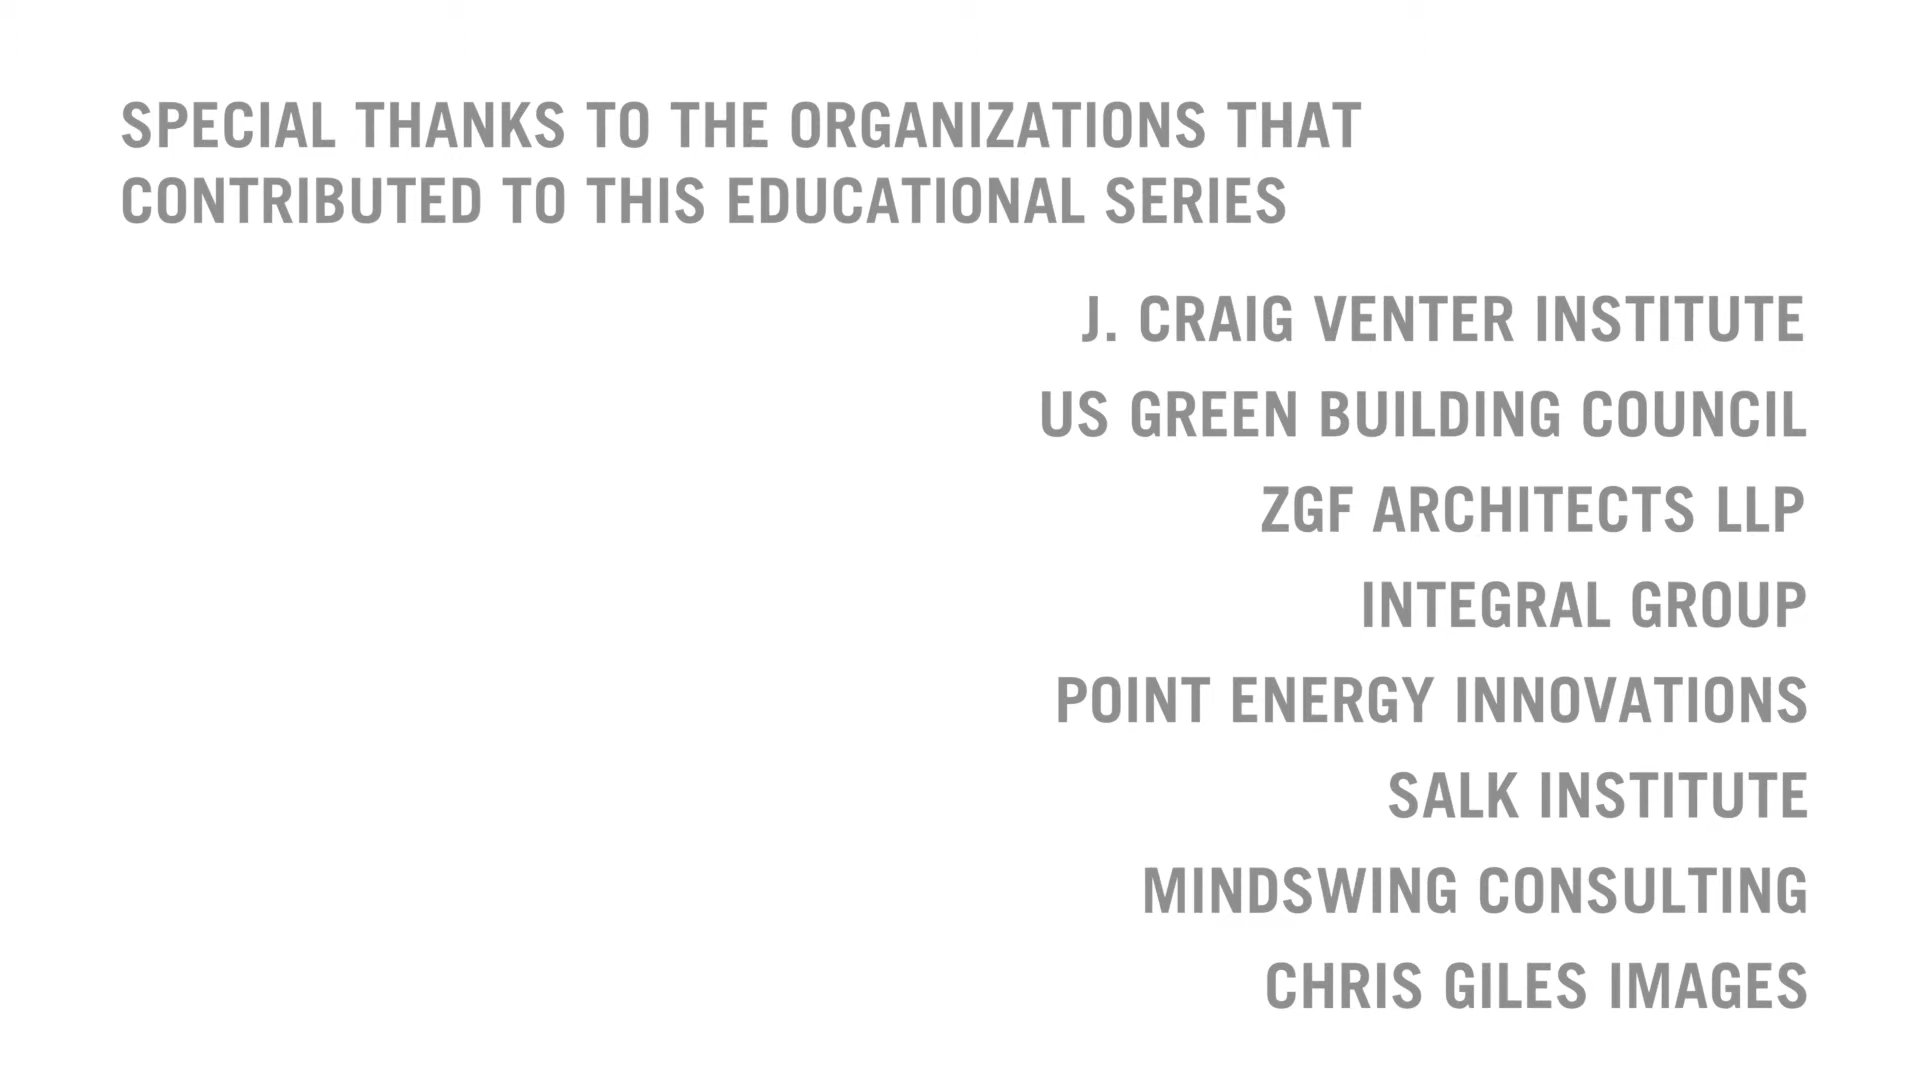 SPECIAL THANKS TO THE ORGANIZATIONS THAT
CONTRIBUTED TO THIS EDUCATIONAL SERIES
J. CRAIG VENTER INSTITUTE
US GREEN BUILDING COUNCIL
ZGF ARCHITECTS LLP
INTEGRAL GROUP
POINT ENERGY INNOVATIONS
SALK INSTITUTE
MINDSWING CONSULTING
CHRIS GILES IMAGES